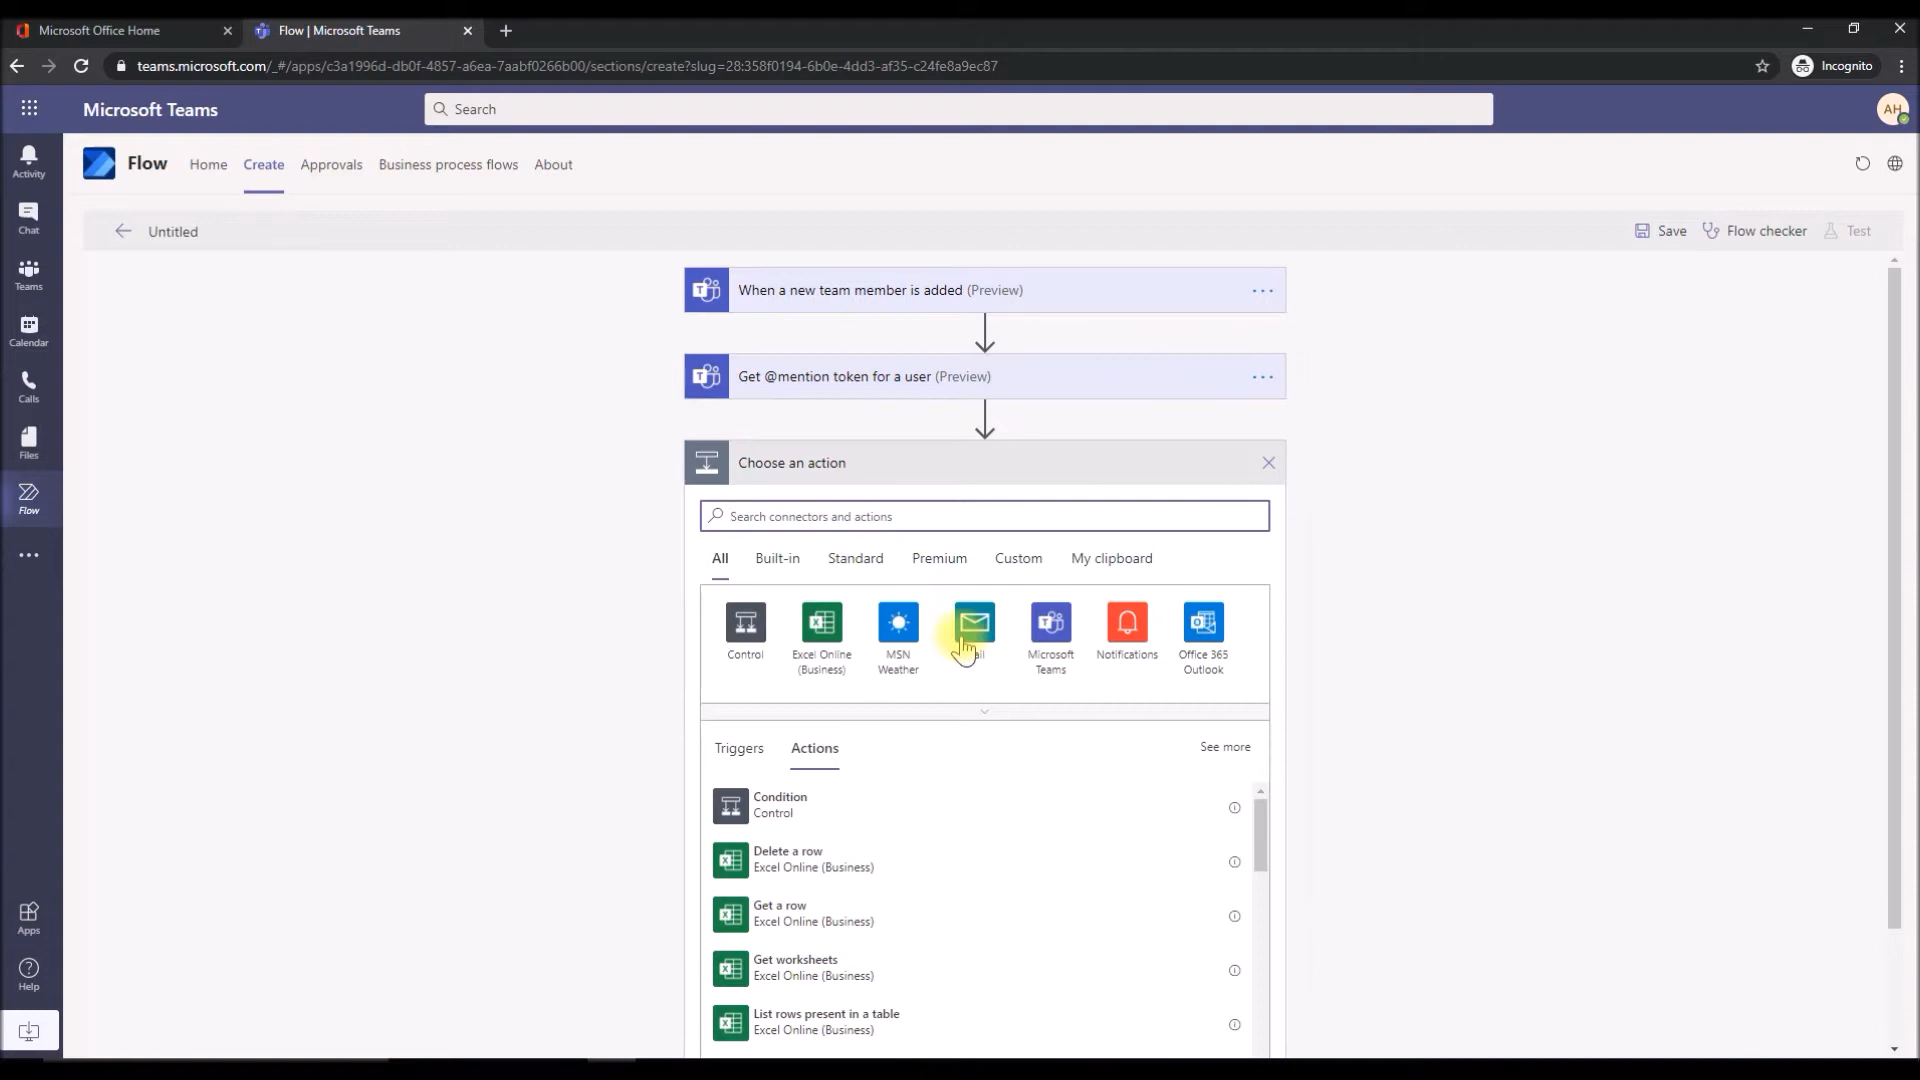 Microsoft Office Home
Flow | Microsoft Teams
teams.microsoft.com/_#/apps/c3a1996d-db0f-4857-a6ea-7aabf0266b00/sections/create?slug=28:358f0194-6b0e-4dd3-af35-c24fe8a9ec87
Incognito
Microsoft Teams
Search
AH
Activity
Chat
Teams
Calendar
Calls
Files
Flow
Apps
Help
Flow
Home
Create
Approvals
Business process flows
About
Untitled
Save
Flow checker
Test
When a new team member is added (Preview)
Get @mention token for a user (Preview)
Choose an action
Search connectors and actions
All
Built-in
Standard
Premium
Custom
My clipboard
Control
Excel Online
(Business)
MSN
Weather
Microsoft
Teams
Notifications
Office 365
Outlook
Triggers
Actions
See more
Condition
Control
Delete a row
Excel Online (Business)
Get a row
Excel Online (Business)
Get worksheets
Excel Online (Business)
List rows present in a table
Excel Online (Business)